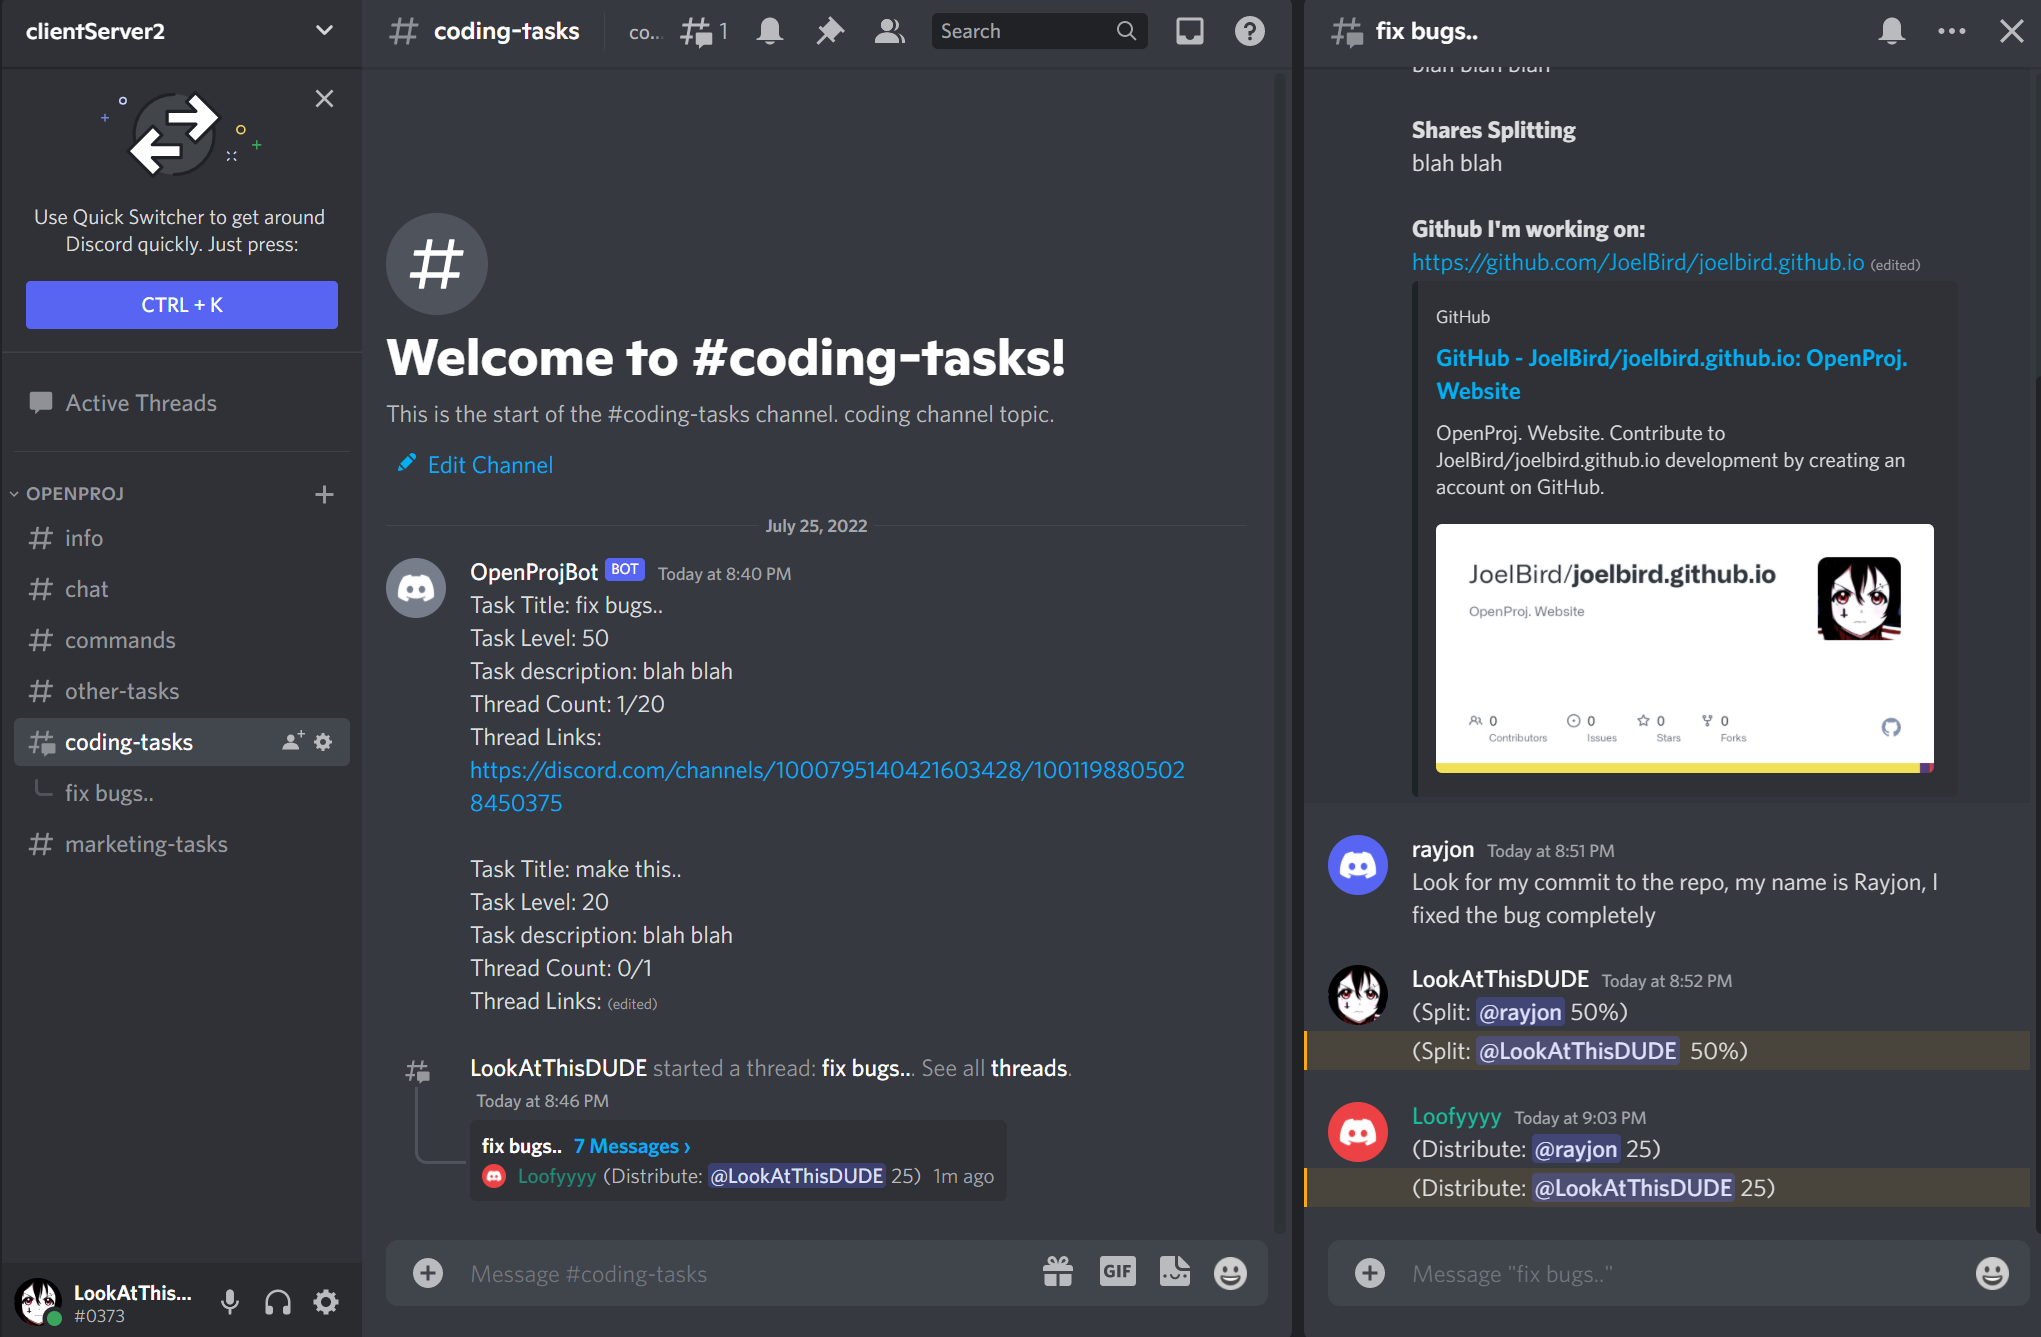 clientServer2
Use Quick Switcher to get around
Discord quickly. Just press:
CTRL + K
Active Threads
OPENPROJ
info
chat
commands
other-tasks
coding-tasks
fix bugs..
marketing-tasks
LookAtThis...
#0373
coding-tasks
co...
1
Search
Welcome to #coding-tasks!
This is the start of the #coding-tasks channel. coding channel topic.
Edit Channel
July 25, 2022
OpenProjBot BOT Today at 8:40 PM
Task Title: fix bugs..
Task Level: 50
Task description: blah blah
Thread Count: 1/20
Thread Links:
https://discord.com/channels/1000795140421603428/100119880502
8450375
Task Title: make this..
Task Level: 20
Task description: blah blah
Thread Count: 0/1
Thread Links: (edited)
LookAtThisDUDE started a thread: fix bugs... See all threads.
Today at 8:46 PM
fix bugs.. 7 Messages ›
Loofyyyy (Distribute: @LookAtThisDUDE 25) 1m ago
Message #coding-tasks
GIF
fix bugs..
blah blah blah
Shares Splitting
blah blah
Github I'm working on:
https://github.com/JoelBird/joelbird.github.io (edited)
GitHub
GitHub - JoelBird/joelbird.github.io: OpenProj.
Website
OpenProj. Website. Contribute to
JoelBird/joelbird.github.io development by creating an
account on GitHub.
JoelBird/joelbird.github.io
OpenProj. Website
0 0 0 0
Contributors Issues Stars Forks
rayjon Today at 8:51 PM
Look for my commit to the repo, my name is Rayjon, I
fixed the bug completely
LookAtThisDUDE Today at 8:52 PM
(Split: @rayjon 50%)
(Split: @LookAtThisDUDE 50%)
Loofyyyy Today at 9:03 PM
(Distribute: @rayjon 25)
(Distribute: @LookAtThisDUDE 25)
Message "fix bugs.."